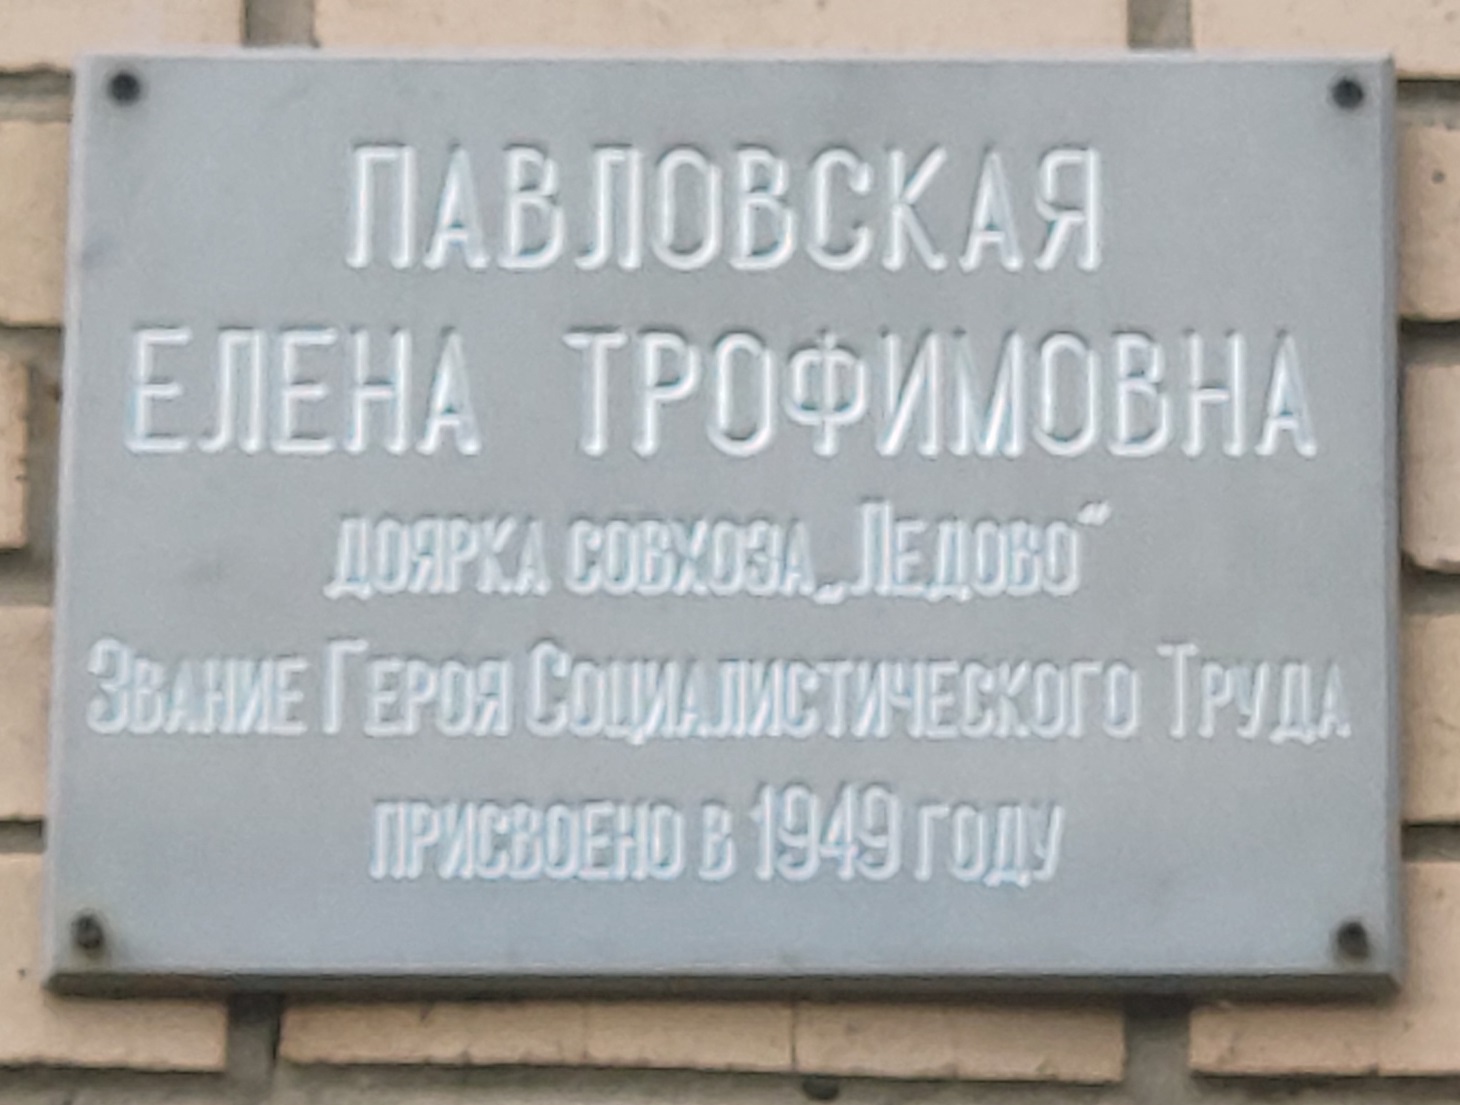 ПАВЛОВСКАЯ
ЕЛЕНА ТРОФИМОВНА
ДОЯРКА СОВХОЗА „ЛЕДОВО“
ЗВАНИЕ ГЕРОЯ СОЦИАЛИСТИЧЕСКОГО ТРУДА
ПРИСВОЕНО В 1949 ГОДУ